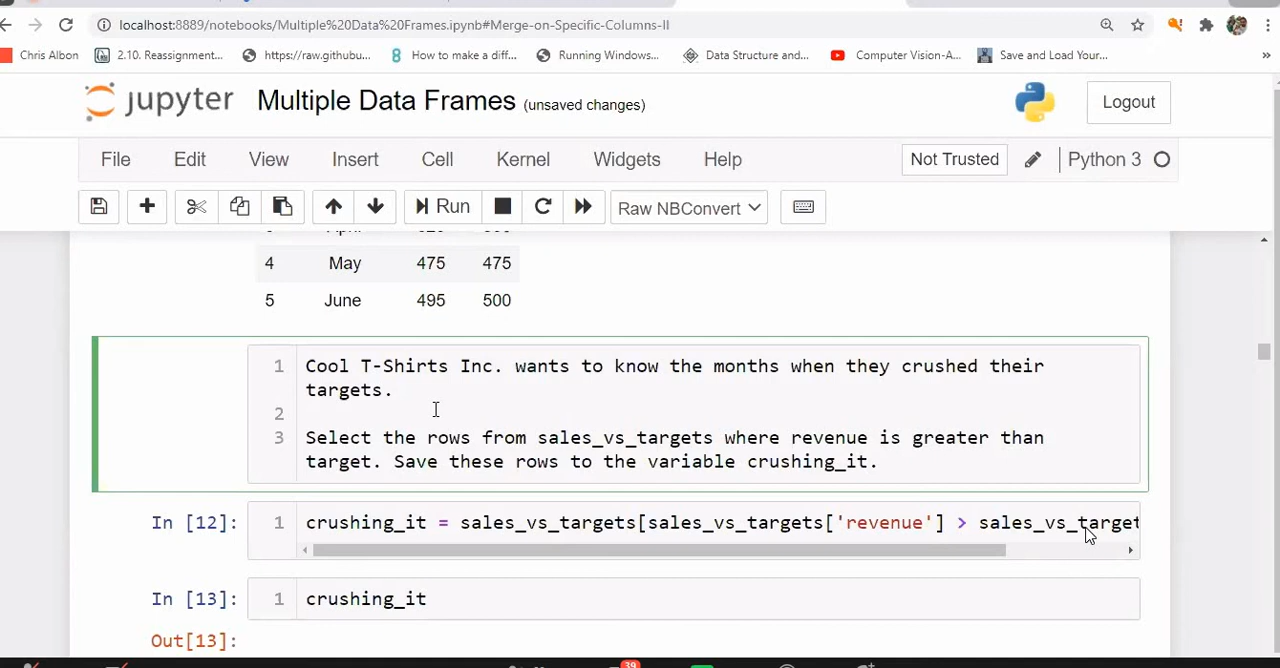 localhost:8889/notebooks/Multiple%20Data%20Frames.ipynb#Merge-on-Specific-Columns-II
Chris Albon 2.10. Reassignment... https://raw.githubu... How to make a diff... Running Windows... Data Structure and... Computer Vision-A... Save and Load Your... »
jupyter Multiple Data Frames (unsaved changes) Logout
File Edit View Insert Cell Kernel Widgets Help Not Trusted Python 3
Run Raw NBConvert
4 May 475 475
5 June 495 500
1 Cool T-Shirts Inc. wants to know the months when they crushed their
targets.
2
3 Select the rows from sales_vs_targets where revenue is greater than
target. Save these rows to the variable crushing_it.
In [12]: 1 crushing_it = sales_vs_targets[sales_vs_targets['revenue'] > sales_vs_target
In [13]: 1 crushing_it
Out[13]:
39